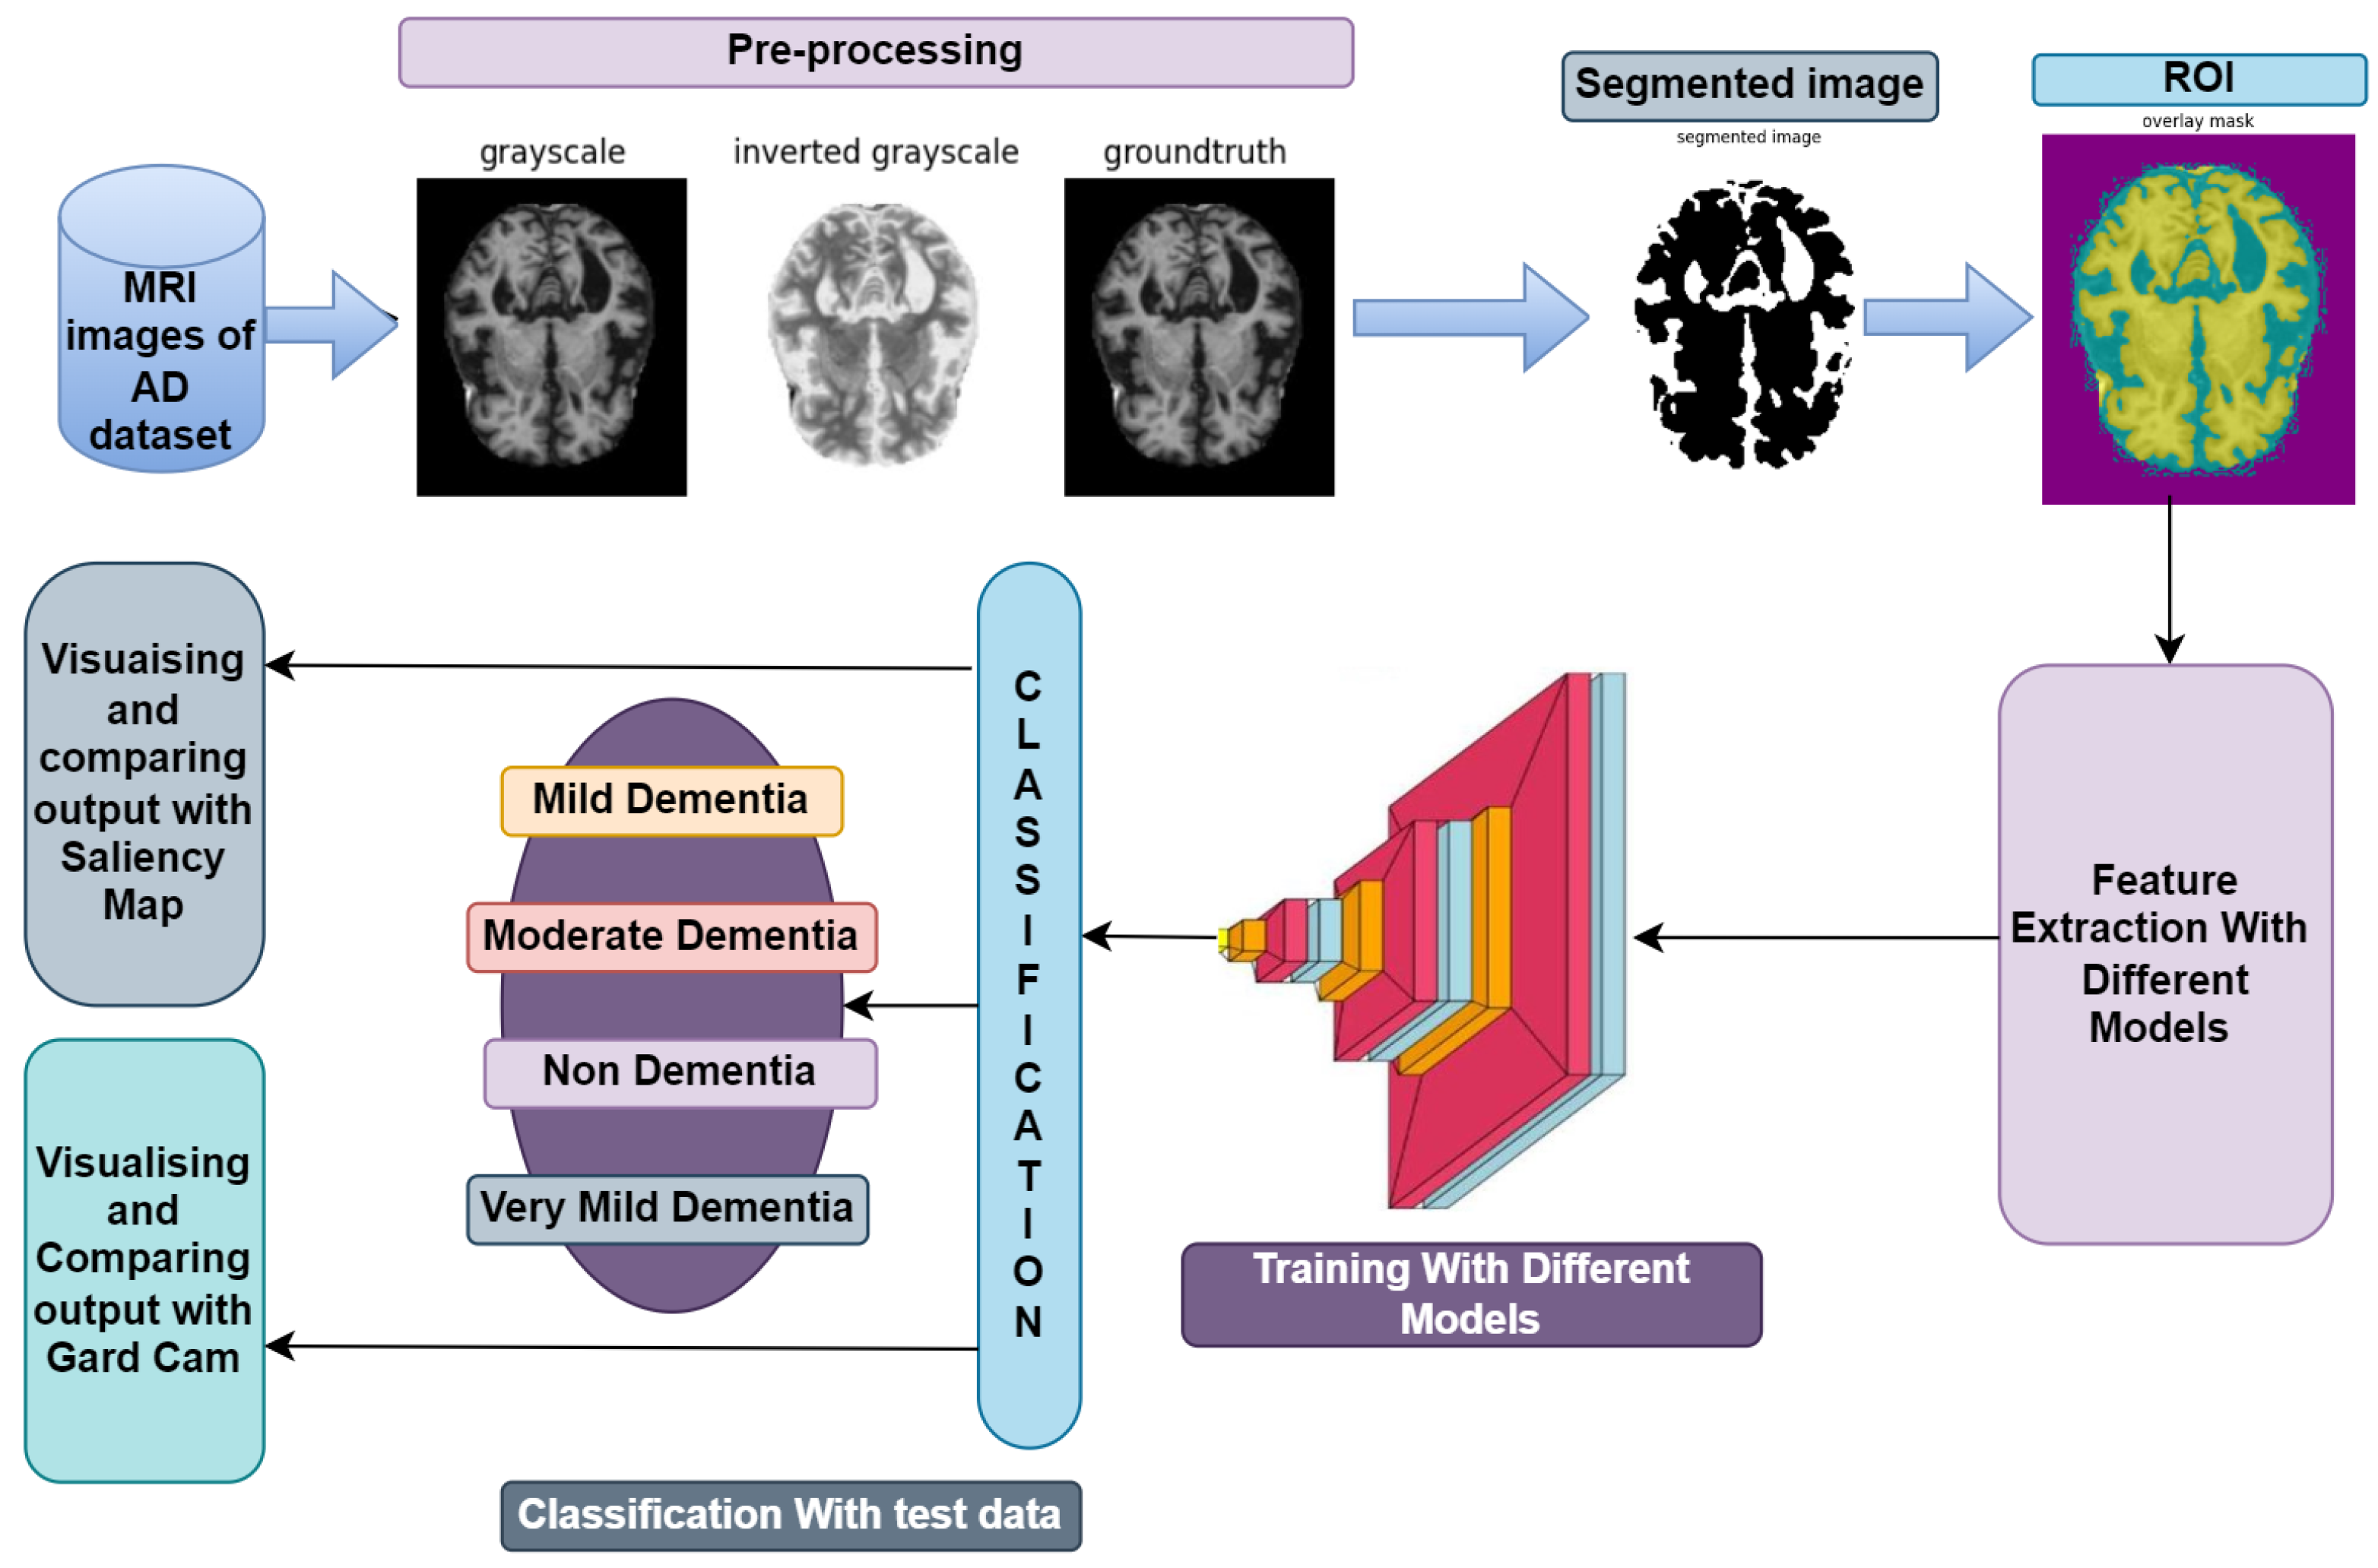 Pre-processing
Segmented image
ROI
grayscale
inverted grayscale
groundtruth
segmented image
overlay mask
MRI
images of
AD
dataset
Visuaising
and
comparing
output with
Saliency
Map
Mild Dementia
Moderate Dementia
Non Dementia
Very Mild Dementia
C
L
A
S
S
I
F
I
C
A
T
I
O
N
Feature
Extraction With
Different
Models
Visualising
and
Comparing
output with
Gard Cam
Training With Different
Models
Classification With test data